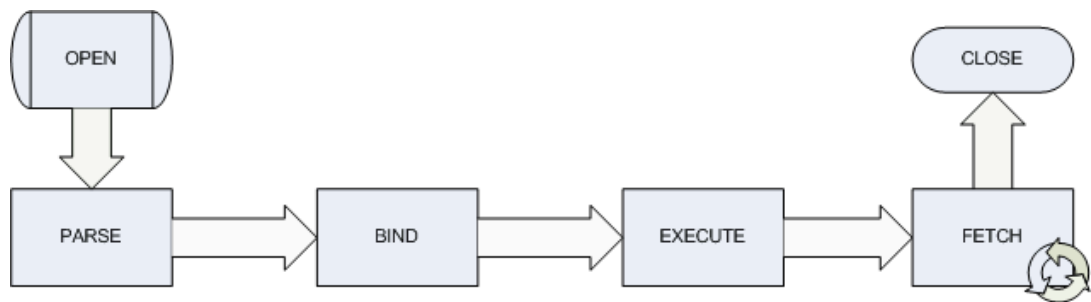 OPEN
CLOSE
PARSE
BIND
EXECUTE
FETCH